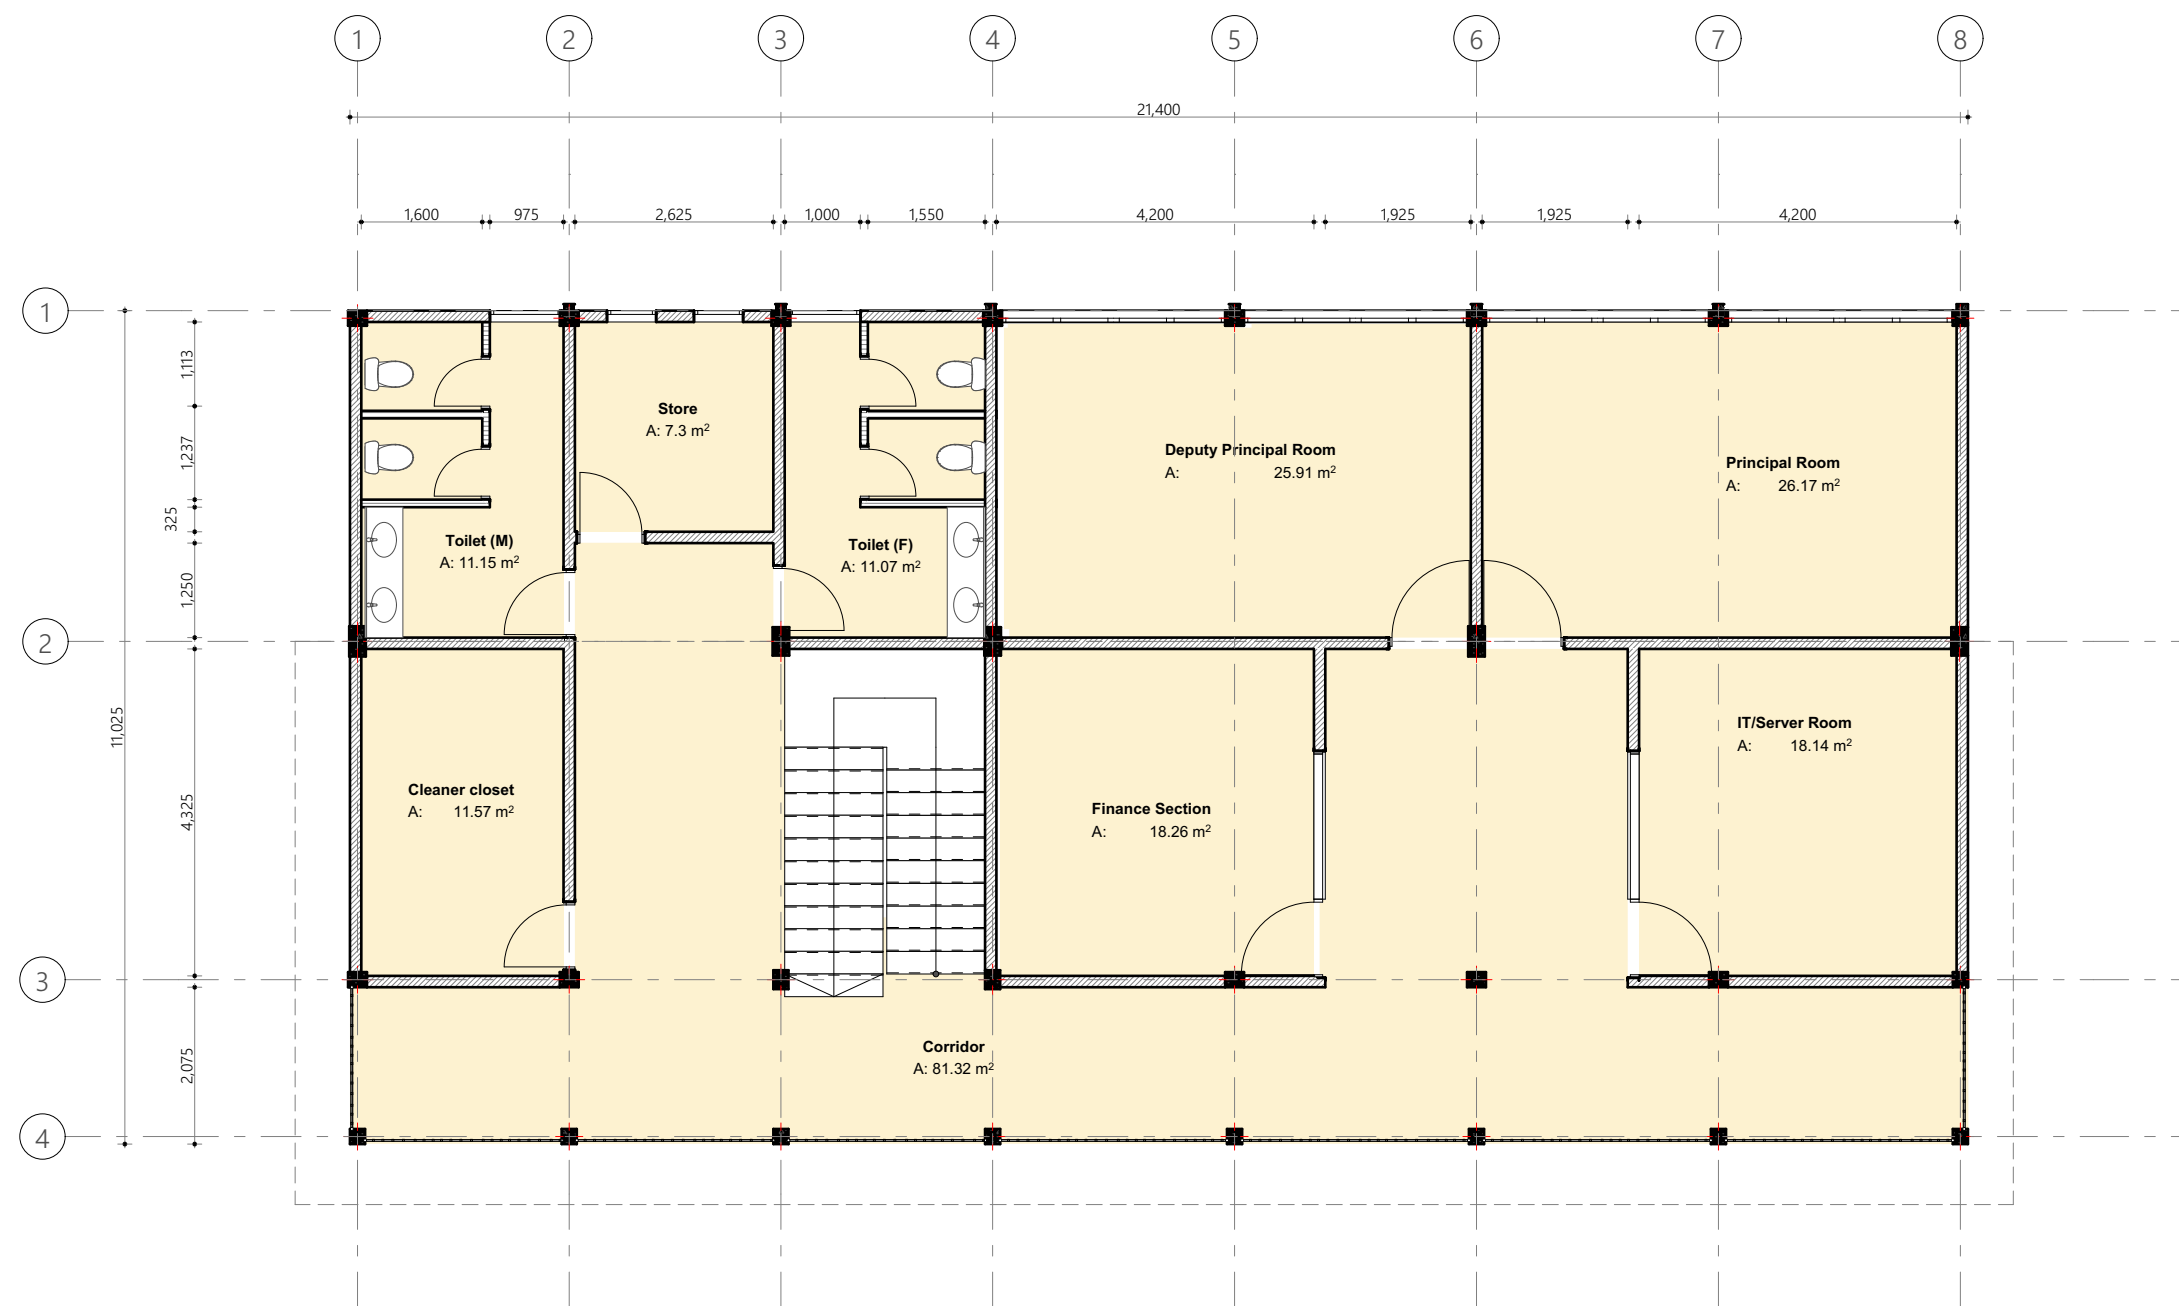 1 2 3 4 5 6 7 8
21,400
1,600 975 2,625 1,000 1,550 4,200 1,925 1,925 4,200
1
2
3
4
11,025
1,113
1,237
325
1,250
4,325
2,075
Store
A: 7.3 m²
Deputy Principal Room
A: 25.91 m²
Principal Room
A: 26.17 m²
Toilet (M)
A: 11.15 m²
Toilet (F)
A: 11.07 m²
IT/Server Room
A: 18.14 m²
Cleaner closet
A: 11.57 m²
Finance Section
A: 18.26 m²
Corridor
A: 81.32 m²